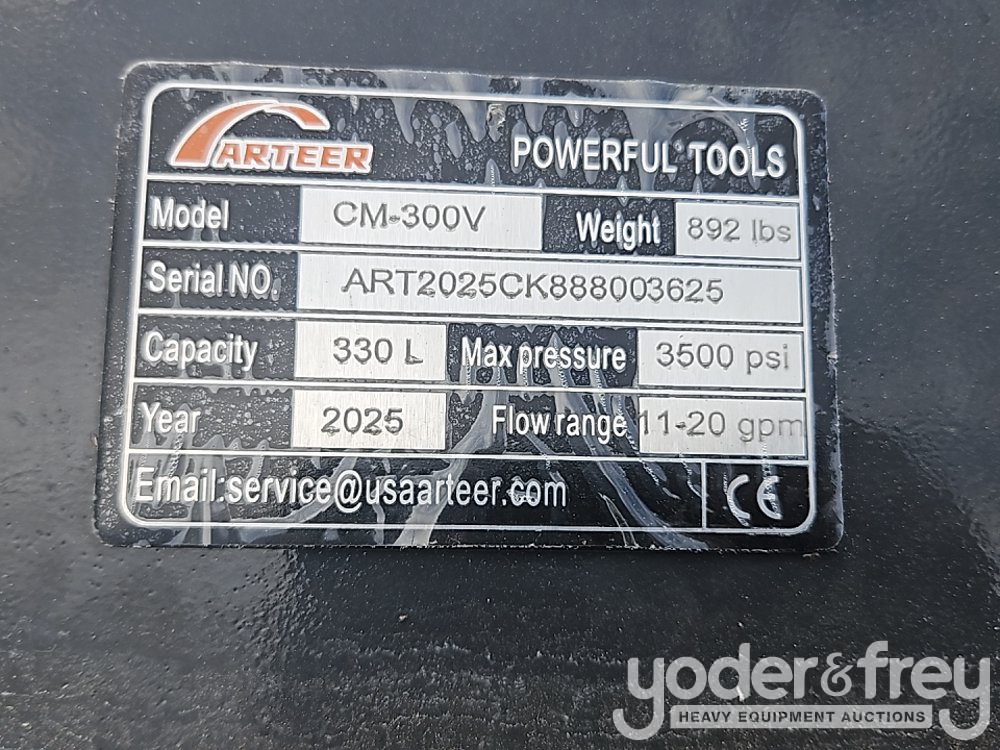 ARTEER POWERFUL TOOLS
Model CM-300V Weight 892 lbs
Serial NO. ART2025CK888003625
Capacity 330 L Max pressure 3500 psi
Year 2025 Flow range 11-20 gpm
Email:service@usaarteer.com CE
yoder&frey
HEAVY EQUIPMENT AUCTIONS